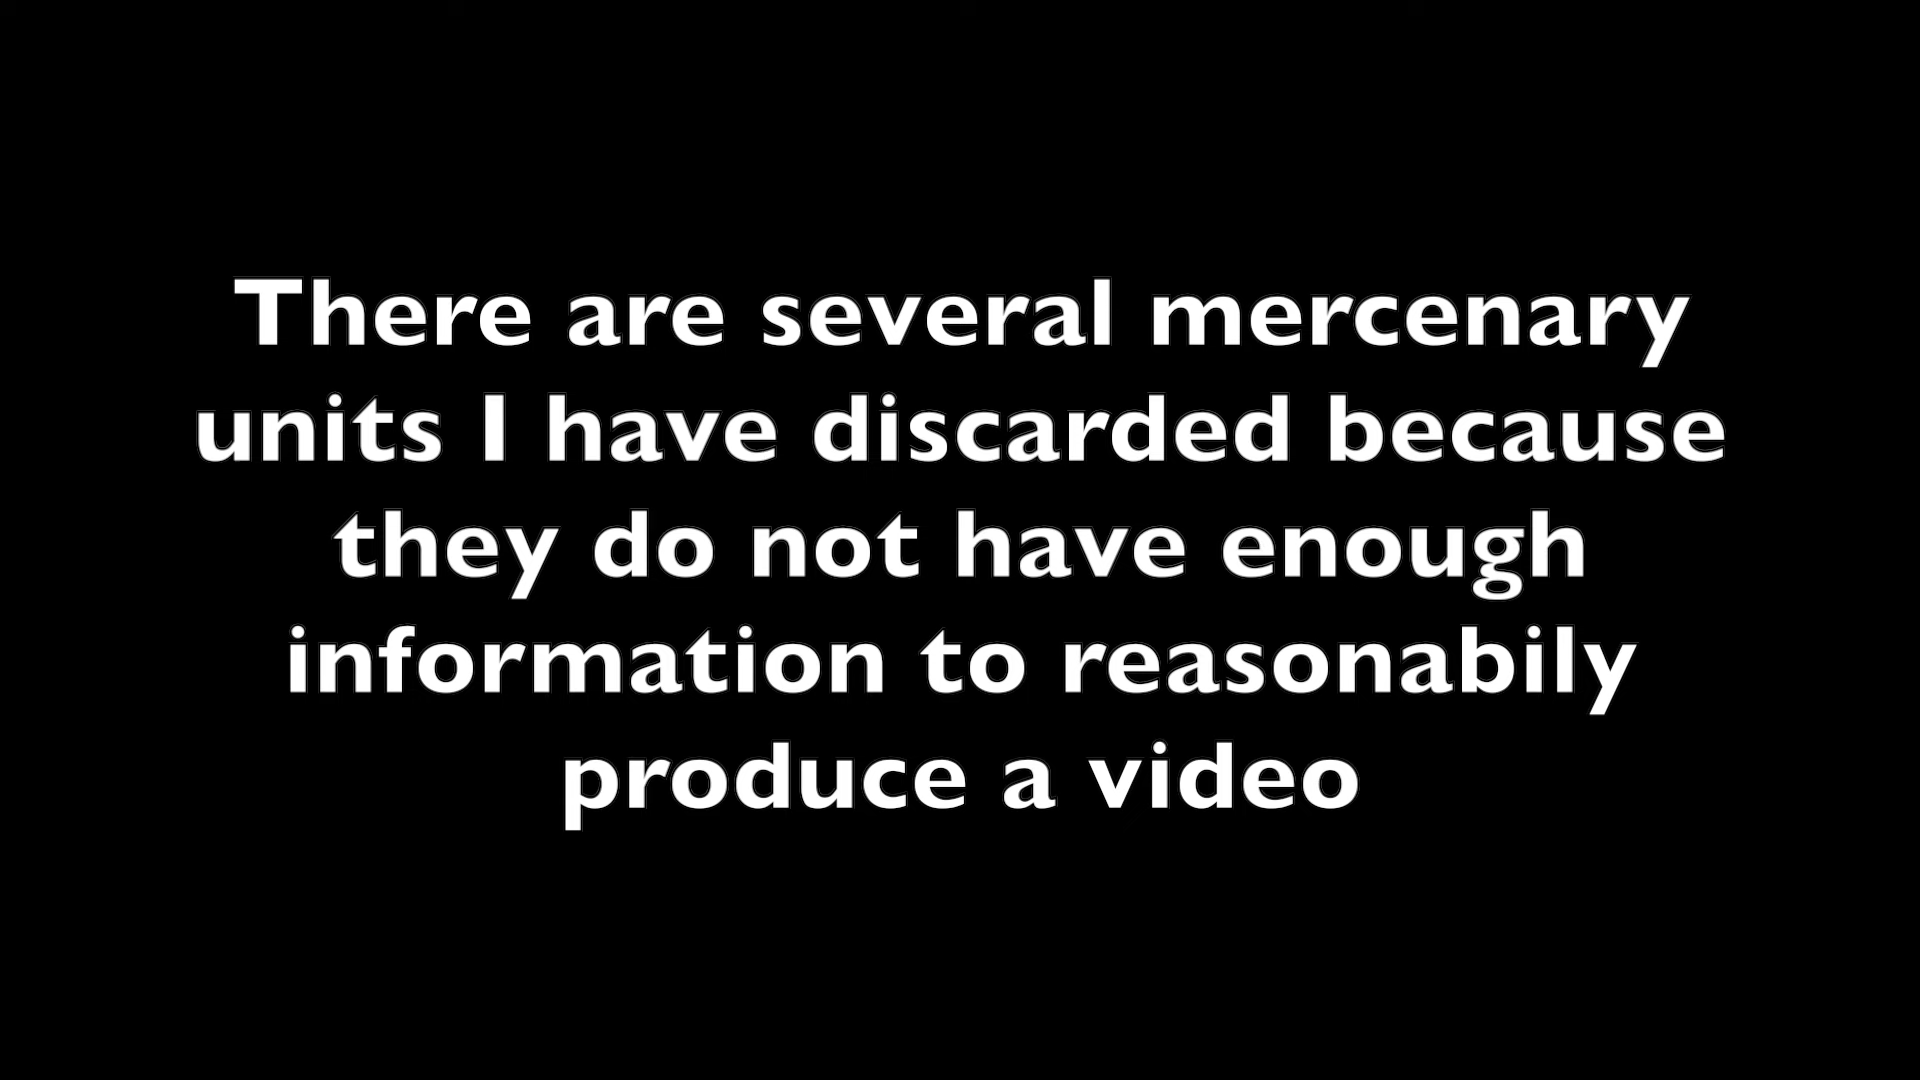 There are several mercenary
units I have discarded because
they do not have enough
information to reasonabily
produce a video